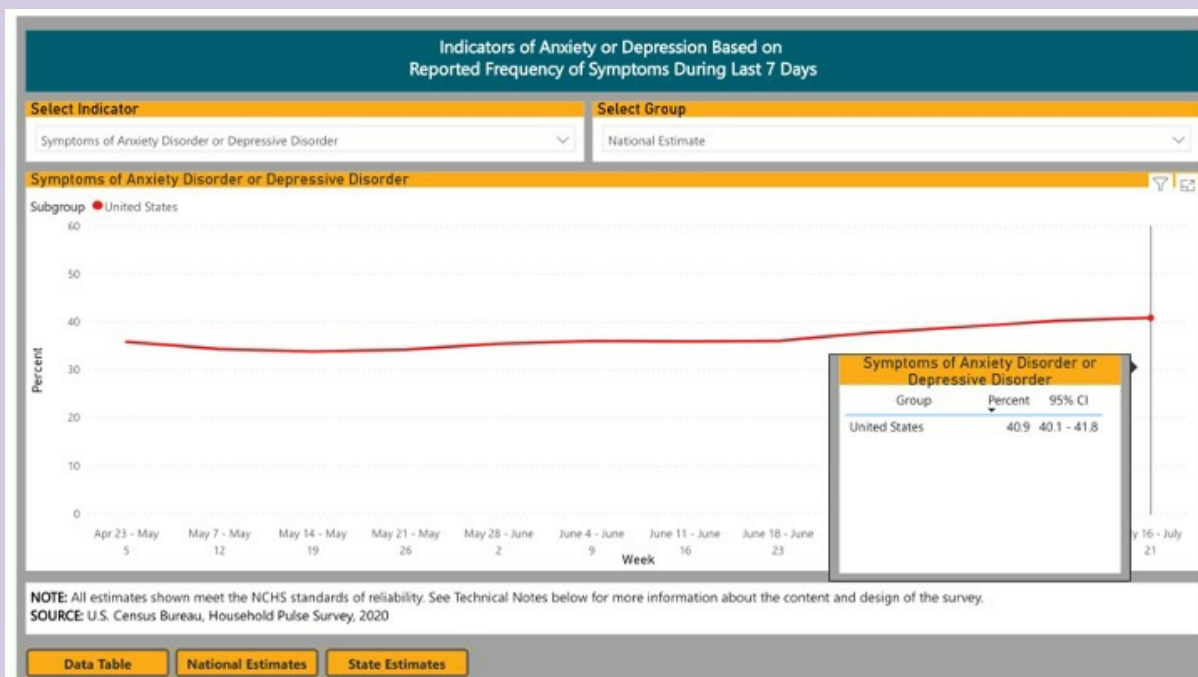 Indicators of Anxiety or Depression Based on
Reported Frequency of Symptoms During Last 7 Days
Select Indicator
Select Group
Symptoms of Anxiety Disorder or Depressive Disorder
National Estimate
Symptoms of Anxiety Disorder or Depressive Disorder
Subgroup United States
60
50
40
30
20
10
0
Percent
Symptoms of Anxiety Disorder or
Depressive Disorder
Group Percent 95% CI
United States 40.9 40.1 - 41.8
Apr 23 - May
5
May 7 - May
12
May 14 - May
19
May 21 - May
26
May 28 - June
2
June 4 - June
9
June 11 - June
16
June 18 - June
23
y 16 - July
21
Week
NOTE: All estimates shown meet the NCHS standards of reliability. See Technical Notes below for more information about the content and design of the survey.
SOURCE: U.S. Census Bureau, Household Pulse Survey, 2020
Data Table
National Estimates
State Estimates